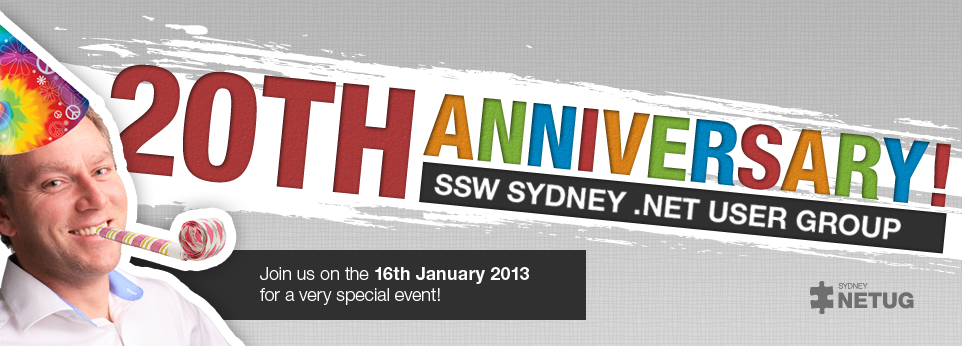 20TH ANNIVERSARY!
SSW SYDNEY .NET USER GROUP
Join us on the 16th January 2013
for a very special event!
SYDNEY
NETUG